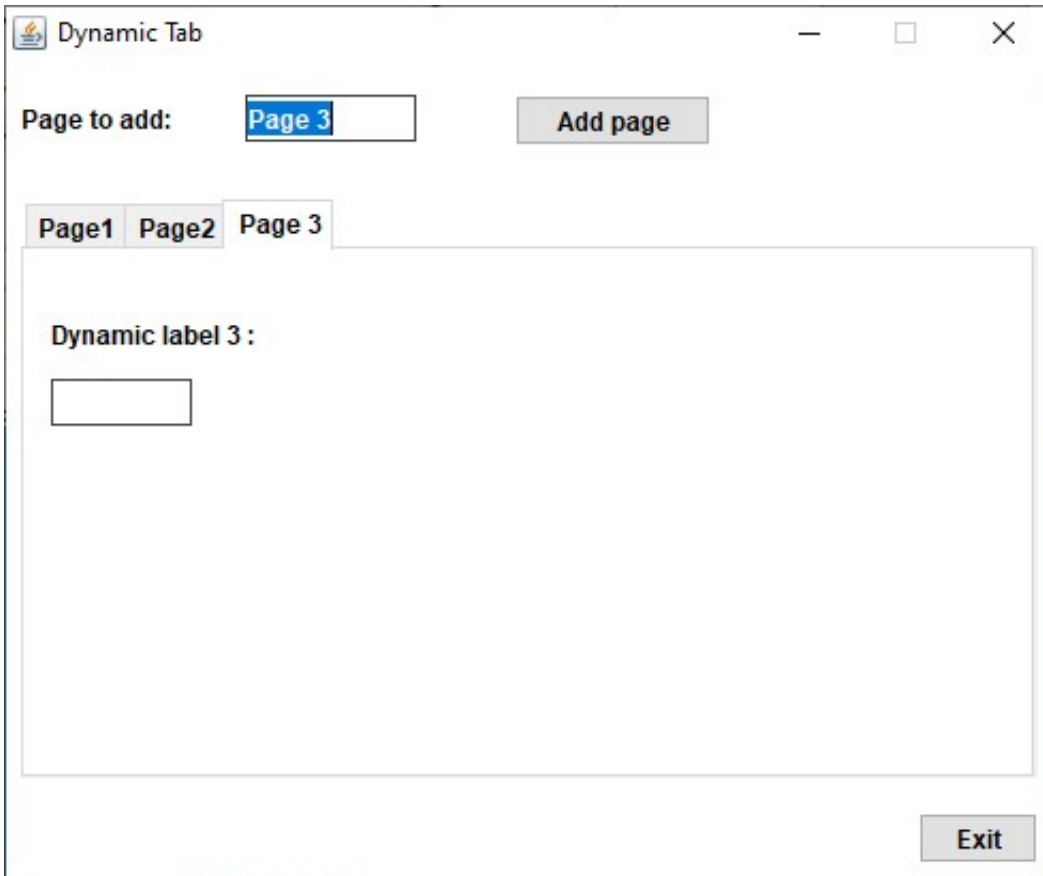 Dynamic Tab
Page to add: Page 3 Add page
Page1 Page2 Page 3
Dynamic label 3 :
Exit